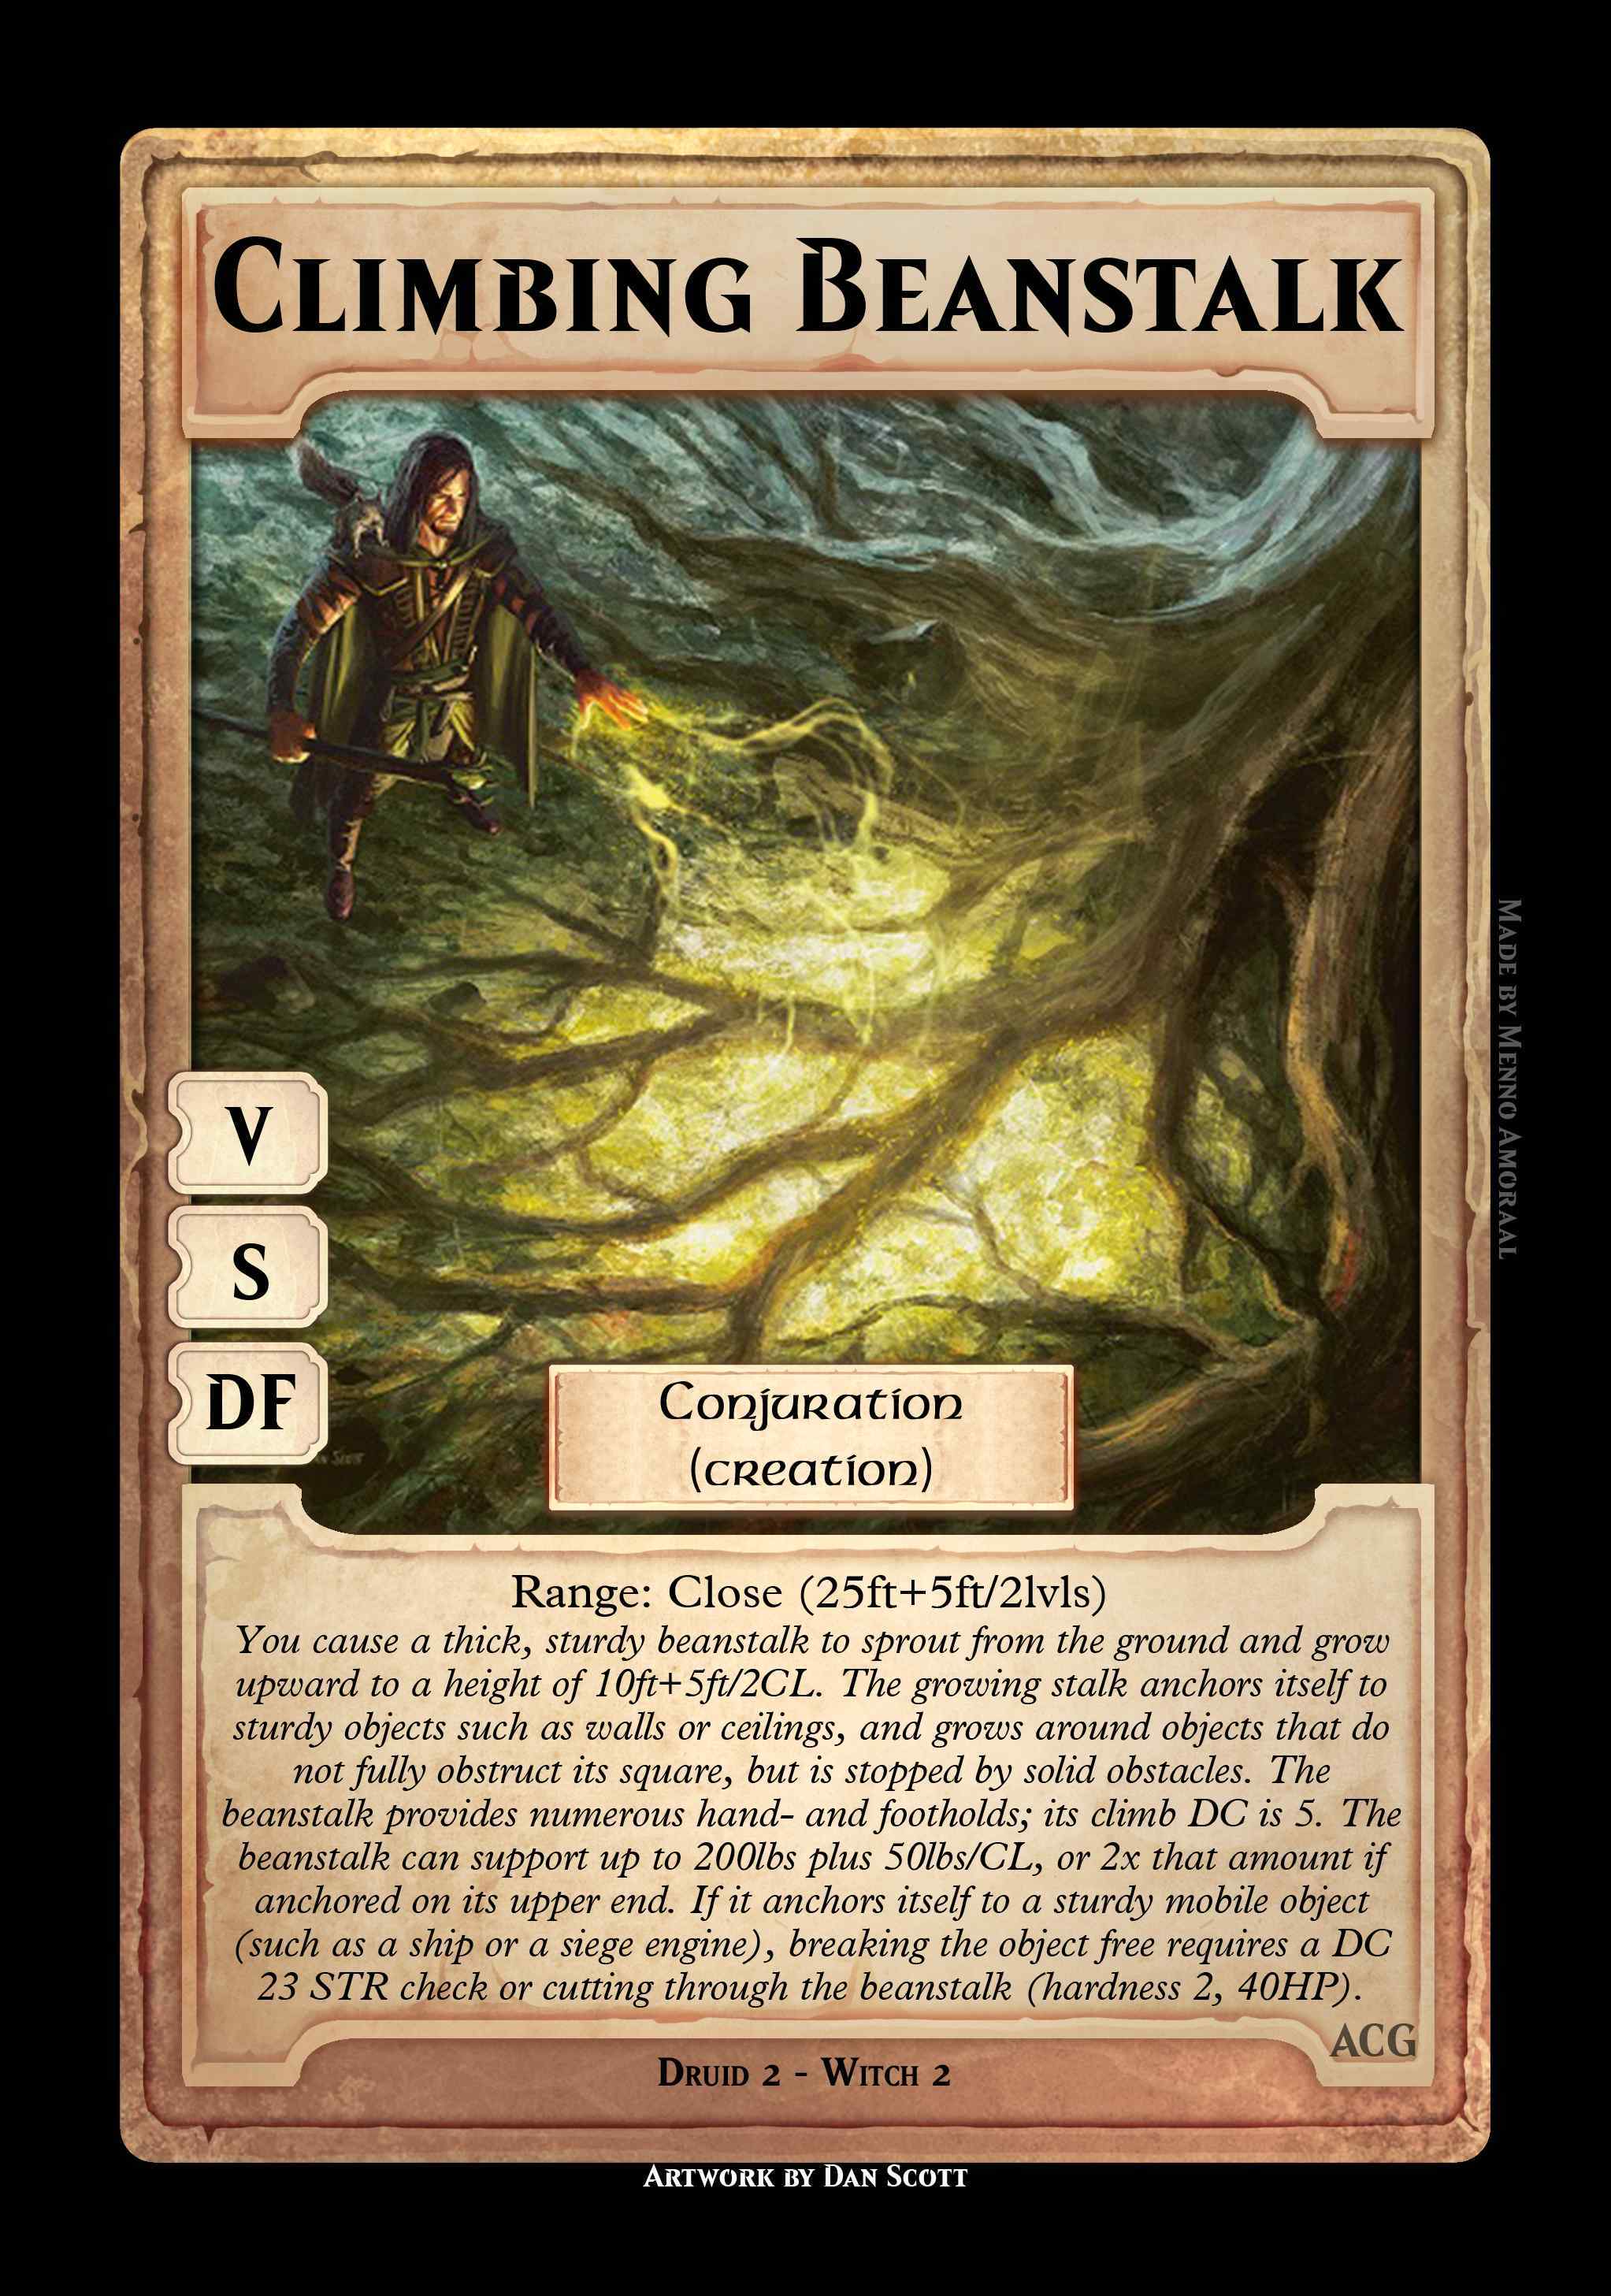 Climbing Beanstalk
V
S
DF
Conjuration
(creation)
Range: Close (25ft+5ft/2lvls)
You cause a thick, sturdy beanstalk to sprout from the ground and grow
upward to a height of 10ft+5ft/2CL. The growing stalk anchors itself to
sturdy objects such as walls or ceilings, and grows around objects that do
not fully obstruct its square, but is stopped by solid obstacles. The
beanstalk provides numerous hand- and footholds; its climb DC is 5. The
beanstalk can support up to 200lbs plus 50lbs/CL, or 2x that amount if
anchored on its upper end. If it anchors itself to a sturdy mobile object
(such as a ship or a siege engine), breaking the object free requires a DC
23 STR check or cutting through the beanstalk (hardness 2, 40HP).
ACG
Druid 2 - Witch 2
Artwork by Dan Scott
Made by Menno Amoraal